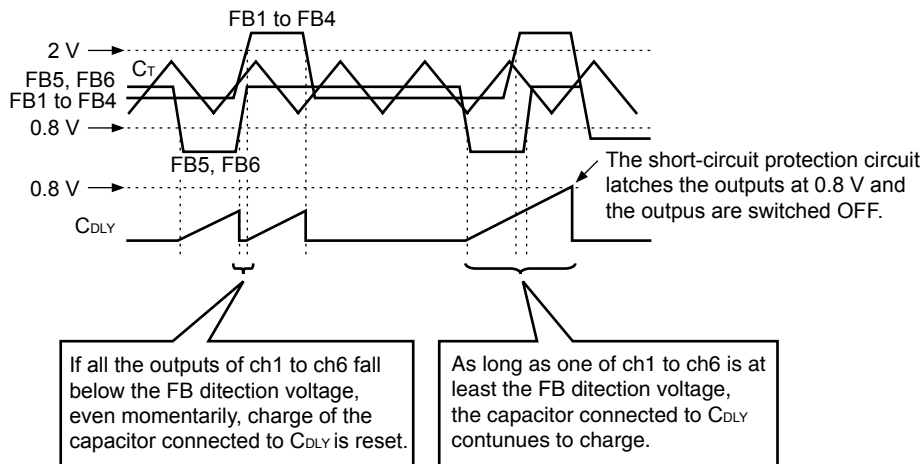 FB1 to FB4
2 V
CT
FB5, FB6
FB1 to FB4
0.8 V
FB5, FB6
0.8 V
CDLY
The short-circuit protection circuit
latches the outputs at 0.8 V and
the outpus are switched OFF.
If all the outputs of ch1 to ch6 fall
below the FB ditection voltage,
even momentarily, charge of the
capacitor connected to CDLY is reset.
As long as one of ch1 to ch6 is at
least the FB ditection voltage,
the capacitor connected to CDLY
contunues to charge.